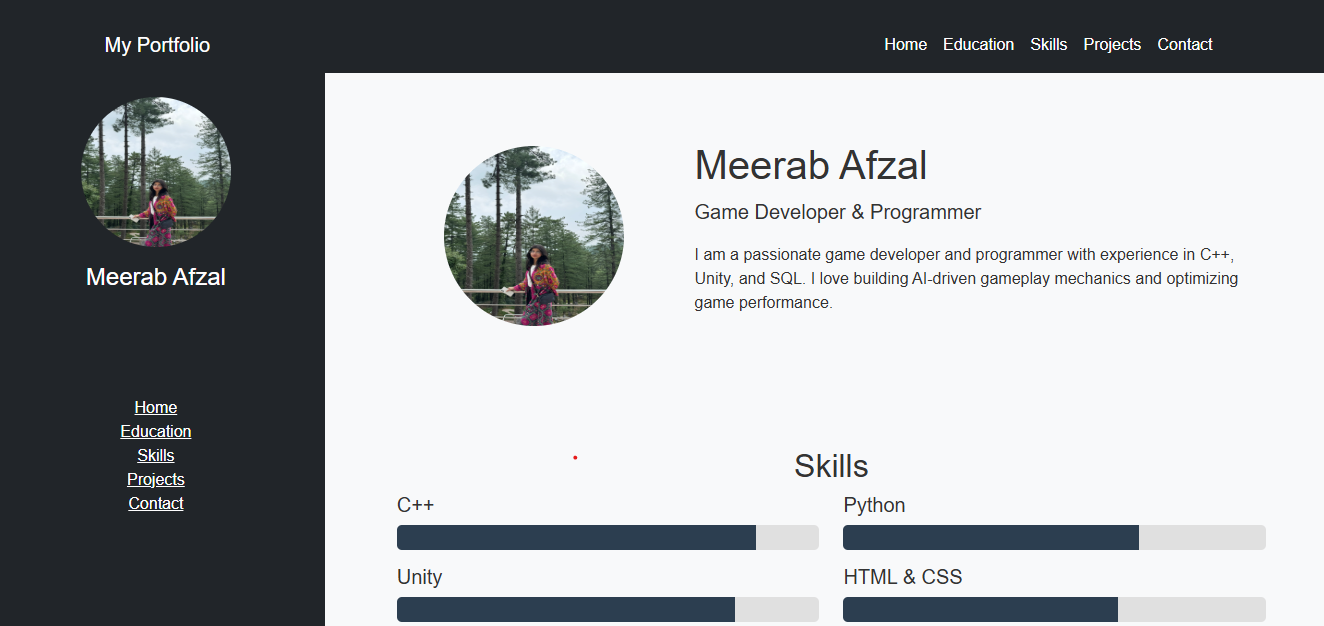 My Portfolio
Home Education Skills Projects Contact
Meerab Afzal
Home
Education
Skills
Projects
Contact
Meerab Afzal
Game Developer & Programmer
I am a passionate game developer and programmer with experience in C++,
Unity, and SQL. I love building AI-driven gameplay mechanics and optimizing
game performance.
Skills
C++
Python
Unity
HTML & CSS